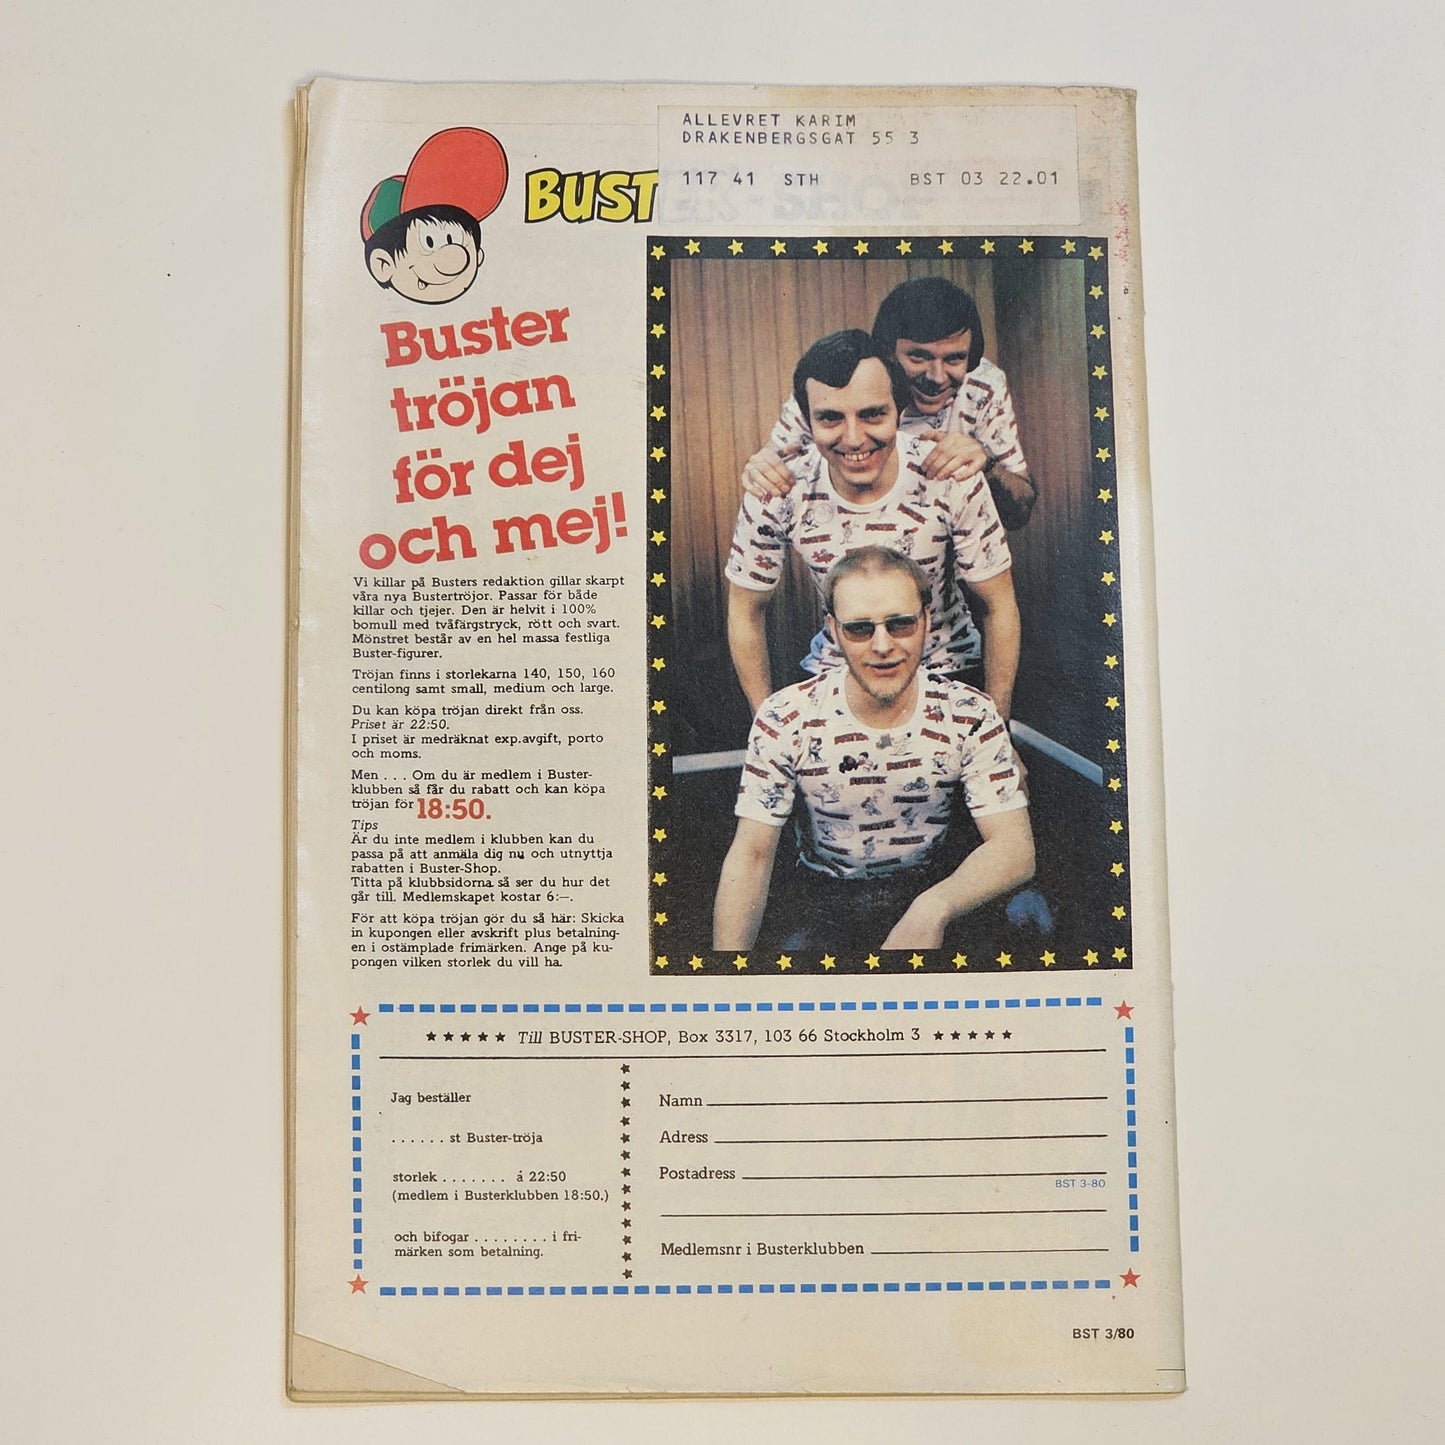 ALLEVRET KARIM
DRAKENBERGSGAT 55 3
117 41 STH BST 03 22.01
BUST
Buster
tröjan
för dej
och mej!
Vi killar på Busters redaktion gillar skarpt
våra nya Bustertröjor. Passar för både
killar och tjejer. Den är helvit i 100%
bomull med tvåfärgstryck, rött och svart.
Mönstret består av en hel massa festliga
Buster-figurer.
Tröjan finns i storlekarna 140, 150, 160
centilong samt small, medium och large.
Du kan köpa tröjan direkt från oss.
Priset är 22:50.
I priset är medräknat exp.avgift, porto
och moms.
Men . . . Om du är medlem i Buster-
klubben så får du rabatt och kan köpa
tröjan för 18:50.
Tips
Är du inte medlem i klubben kan du
passa på att anmäla dig nu och utnyttja
rabatten i Buster-Shop.
Titta på klubbsidorna så ser du hur det
går till. Medlemskapet kostar 6:—.
För att köpa tröjan gör du så här: Skicka
in kupongen eller avskrift plus betalning-
en i ostämplade frimärken. Ange på ku-
pongen vilken storlek du vill ha.
★ ★ ★ ★ ★ Till BUSTER-SHOP, Box 3317, 103 66 Stockholm 3 ★ ★ ★ ★ ★
Jag beställer
. . . . . . st Buster-tröja
storlek . . . . . . . å 22:50
(medlem i Busterklubben 18:50.)
och bifogar . . . . . . . . i fri-
märken som betalning.
Namn
Adress
Postadress
BST 3-80
Medlemsnr i Busterklubben
BST 3/80